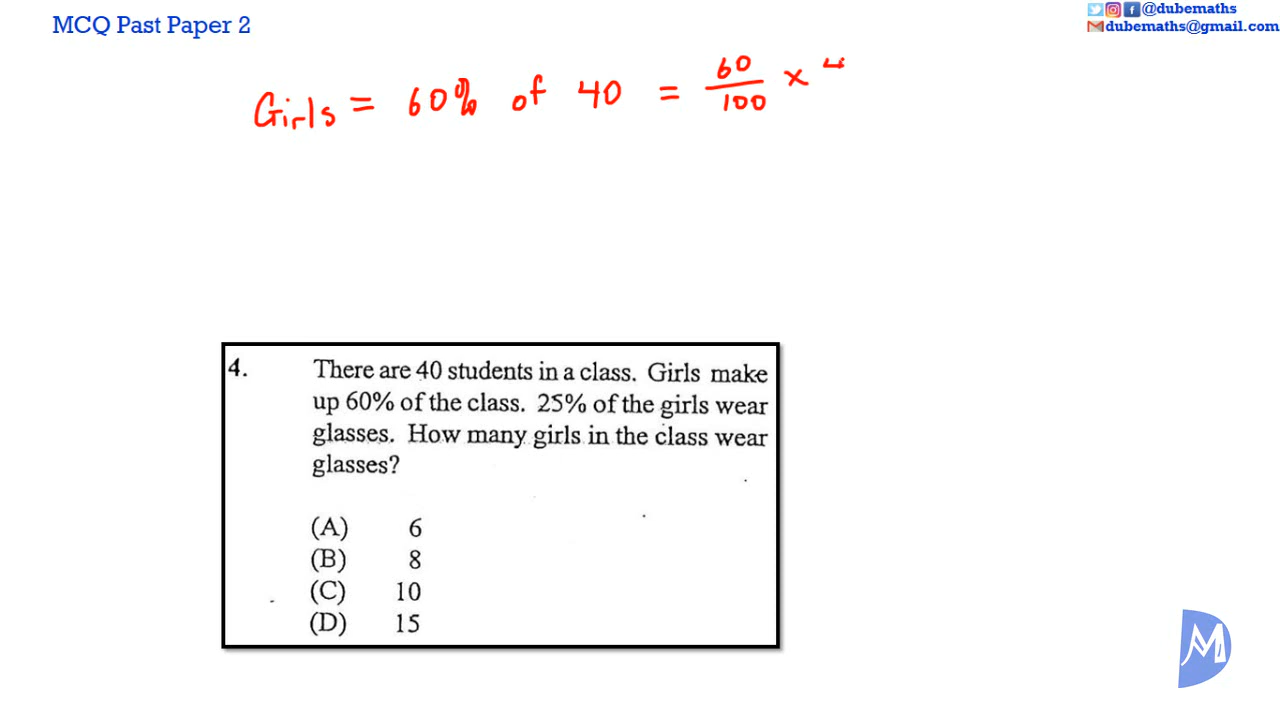 MCQ Past Paper 2
@dubemaths
dubemaths@gmail.com
Girls = 60% of 40 = 60/100 × 4
4. There are 40 students in a class. Girls make
up 60% of the class. 25% of the girls wear
glasses. How many girls in the class wear
glasses?
(A) 6
(B) 8
(C) 10
(D) 15
DM